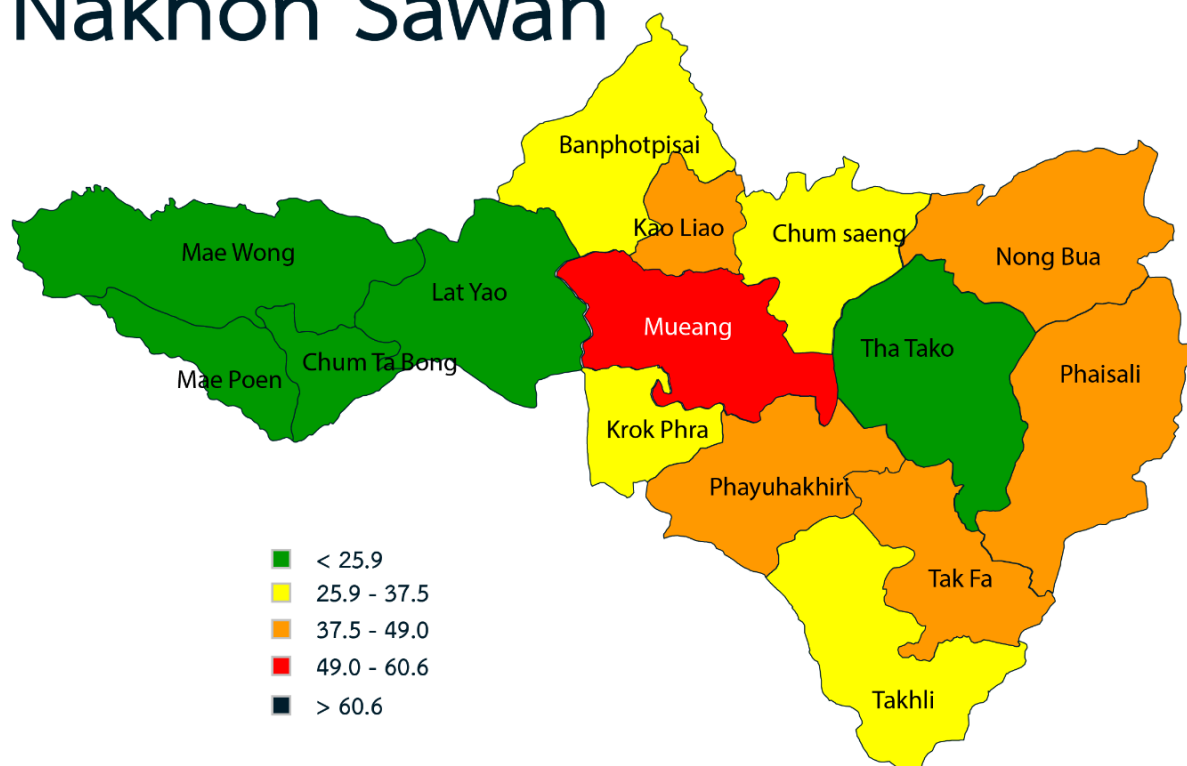 Nakhon Sawan
Banphotpisai
Kao Liao
Chum saeng
Mae Wong
Nong Bua
Lat Yao
Mueang
Tha Tako
Chum Ta Bong
Phaisali
Mae Poen
Krok Phra
Phayuhakhiri
Tak Fa
Takhli
< 25.9
25.9 - 37.5
37.5 - 49.0
49.0 - 60.6
> 60.6